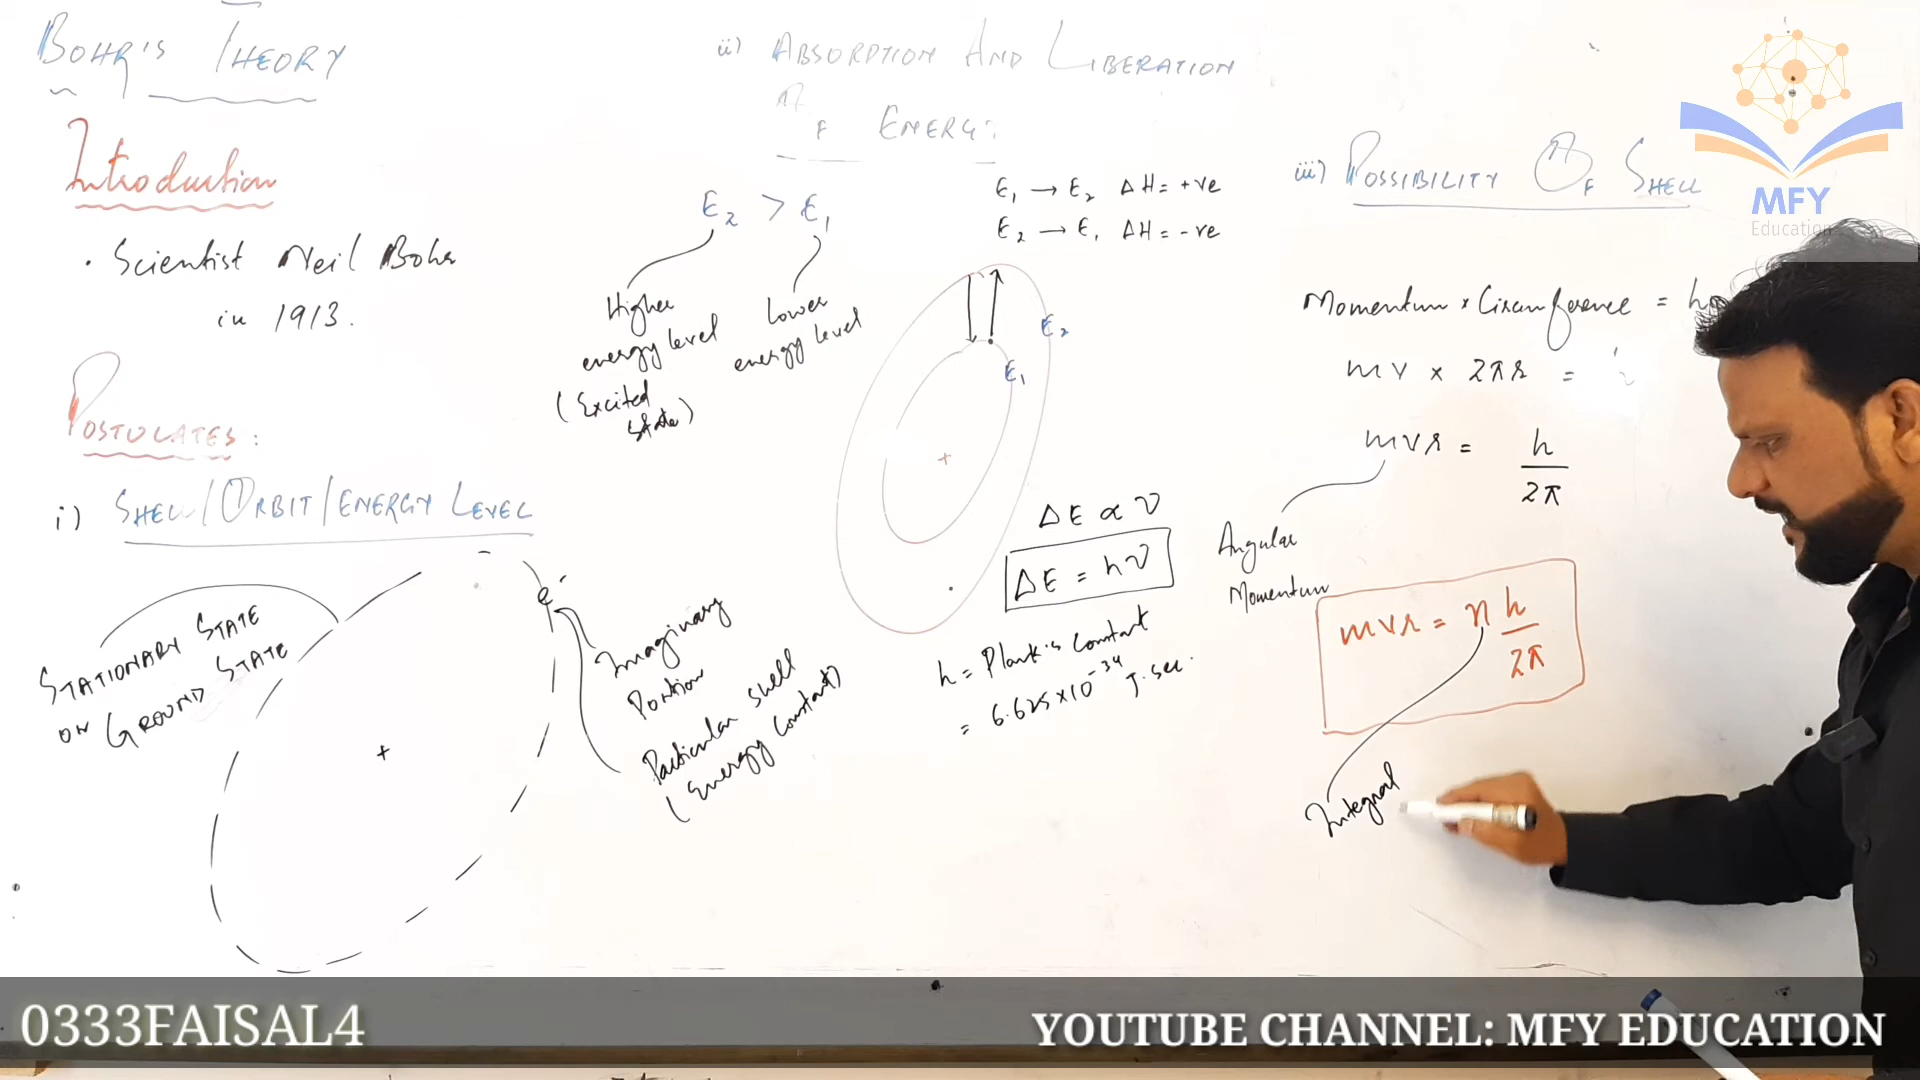 BOHR'S THEORY
Introduction
• Scientist Neil Bohr
in 1913.
POSTULATES:
i) SHELL/ORBIT/ENERGY LEVEL
STATIONARY STATE
OR GROUND STATE
e-
+
Imaginary
Portion
Particular shell
(Energy Constant)
ii) ABSORPTION AND LIBERATION
OF ENERGY:
E2 > E1
Higher
energy level
(Excited
State)
Lower
energy level
E1 → E2 ΔH = +ve
E2 → E1 ΔH = -ve
E2
E1
+
ΔE ∝ ν
ΔE = hν
h = Plank's Constant
= 6.625×10^-34 J.sec.
iii) POSSIBILITY OF SHELL
Momentum × Circumference = h
mv × 2πr =
mvr = h/2π
Angular
Momentum
mvr = n h/2π
Integral
MFY
Education
0333FAISAL4
YOUTUBE CHANNEL: MFY EDUCATION